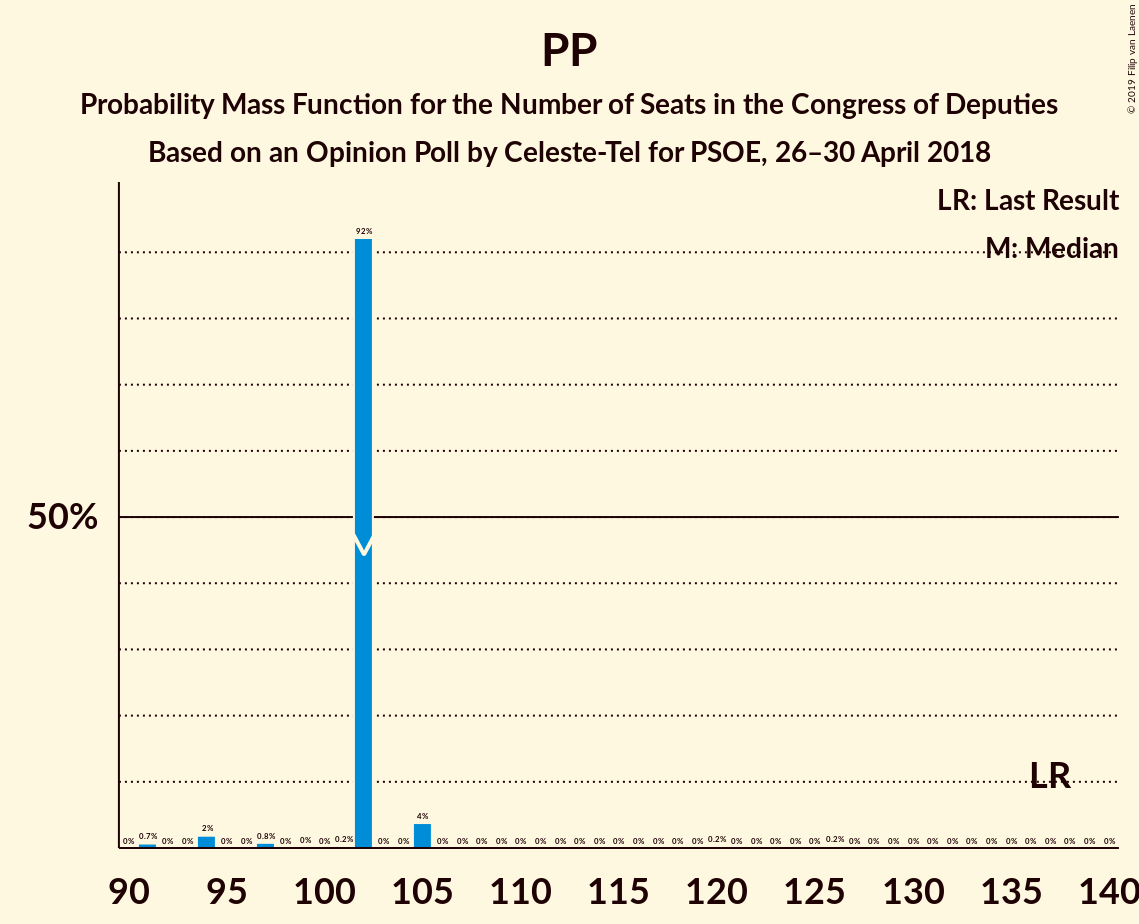 PP
Probability Mass Function for the Number of Seats in the Congress of Deputies
Based on an Opinion Poll by Celeste-Tel for PSOE, 26–30 April 2018
© 2019 Filip van Laenen
LR: Last Result
M: Median
50%
LR
0% 0.7% 0% 0% 2% 0% 0% 0.8% 0% 0% 0% 0.2% 92% 0% 0% 4% 0% 0% 0% 0% 0% 0% 0% 0% 0% 0% 0% 0% 0% 0% 0.2% 0% 0% 0% 0% 0% 0.2% 0% 0% 0% 0% 0% 0% 0% 0% 0% 0% 0% 0% 0% 0%
90 95 100 105 110 115 120 125 130 135 140